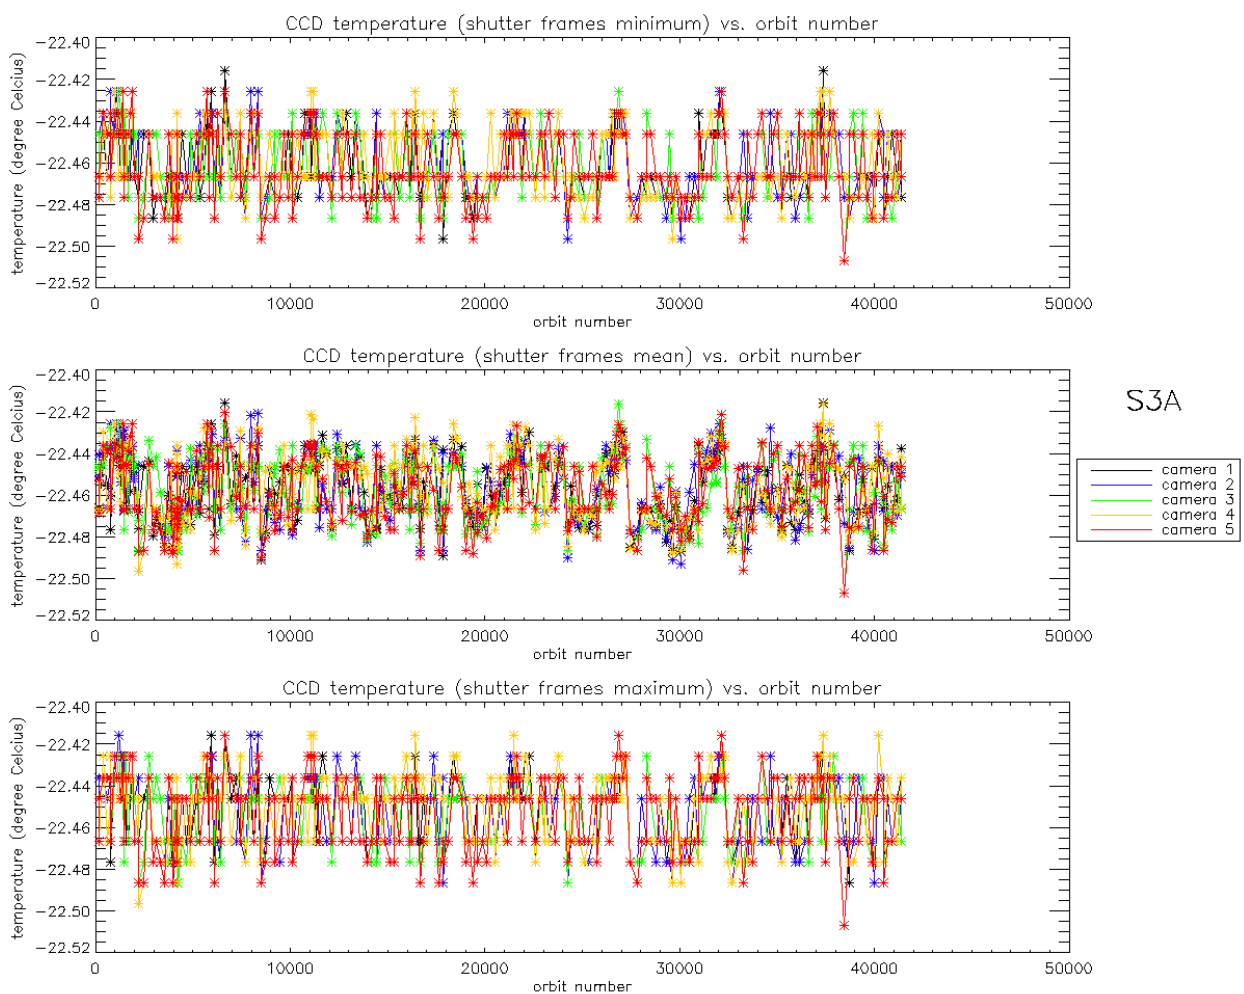 CCD temperature (shutter frames minimum) vs. orbit number
temperature (degree Celcius)
-22.40
-22.42
-22.44
-22.46
-22.48
-22.50
-22.52
0 10000 20000 30000 40000 50000
orbit number
CCD temperature (shutter frames mean) vs. orbit number
temperature (degree Celcius)
-22.40
-22.42
-22.44
-22.46
-22.48
-22.50
-22.52
0 10000 20000 30000 40000 50000
orbit number
S3A
camera 1
camera 2
camera 3
camera 4
camera 5
CCD temperature (shutter frames maximum) vs. orbit number
temperature (degree Celcius)
-22.40
-22.42
-22.44
-22.46
-22.48
-22.50
-22.52
0 10000 20000 30000 40000 50000
orbit number